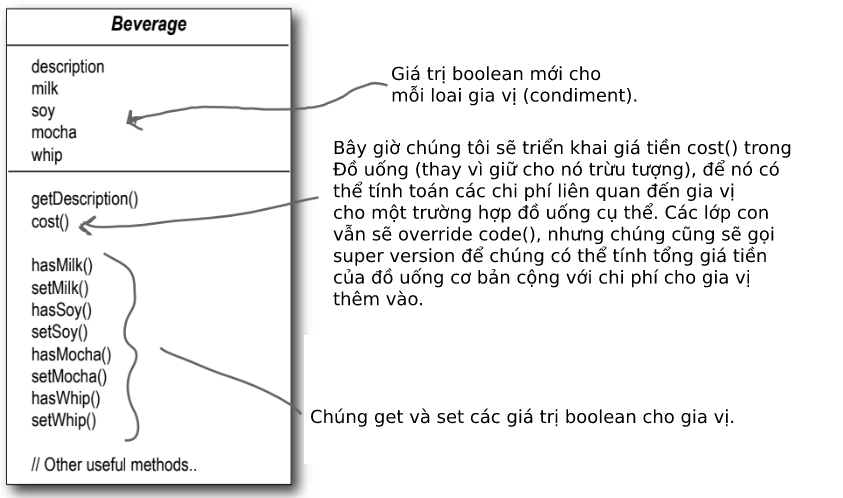 Beverage
description
milk
soy
mocha
whip
getDescription()
cost()
hasMilk()
setMilk()
hasSoy()
setSoy()
hasMocha()
setMocha()
hasWhip()
setWhip()
// Other useful methods..
Giá trị boolean mới cho
mỗi loai gia vị (condiment).
Bây giờ chúng tôi sẽ triển khai giá tiền cost() trong
Đồ uống (thay vì giữ cho nó trừu tượng), để nó có
thể tính toán các chi phí liên quan đến gia vị
cho một trường hợp đồ uống cụ thể. Các lớp con
vẫn sẽ override code(), nhưng chúng cũng sẽ gọi
super version để chúng có thể tính tổng giá tiền
của đồ uống cơ bản cộng với chi phí cho gia vị
thêm vào.
Chúng get và set các giá trị boolean cho gia vị.